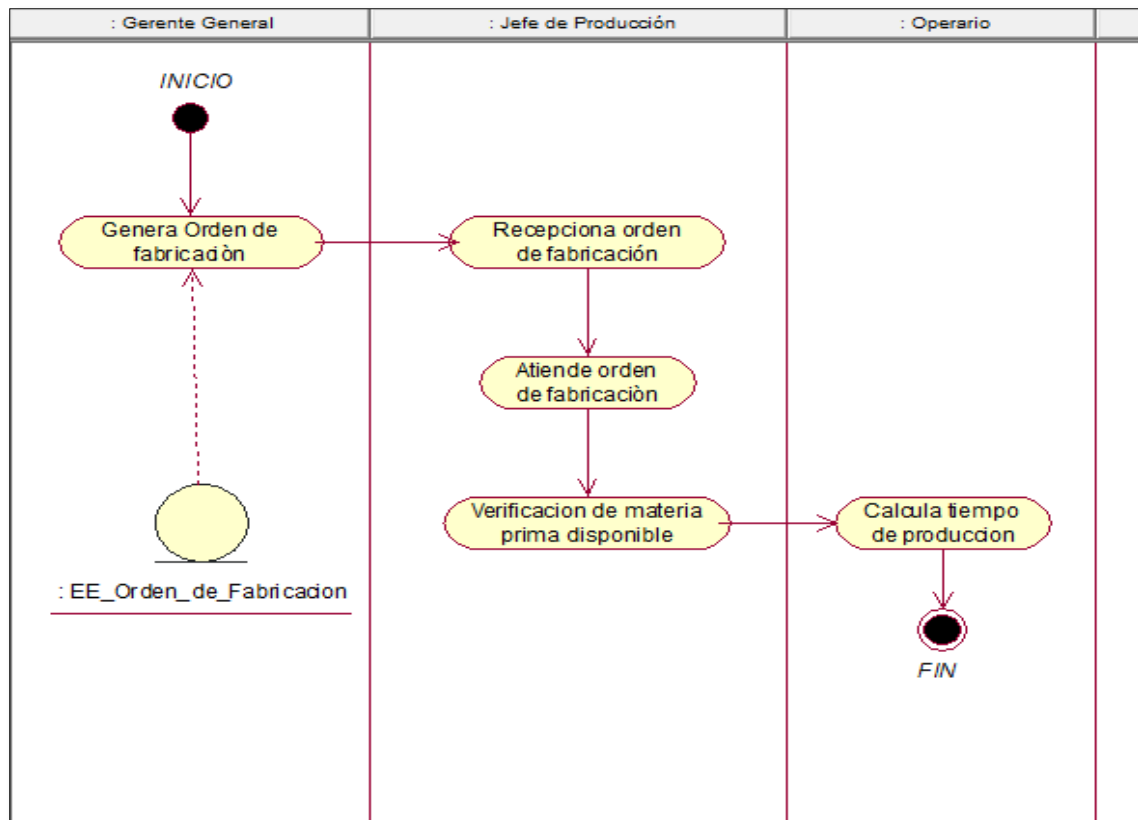 : Gerente General
: Jefe de Producción
: Operario
INICIO
Genera Orden de
fabricaciòn
Recepciona orden
de fabricación
Atiende orden
de fabricaciòn
Verificacion de materia
prima disponible
Calcula tiempo
de produccion
: EE_Orden_de_Fabricacion
FIN